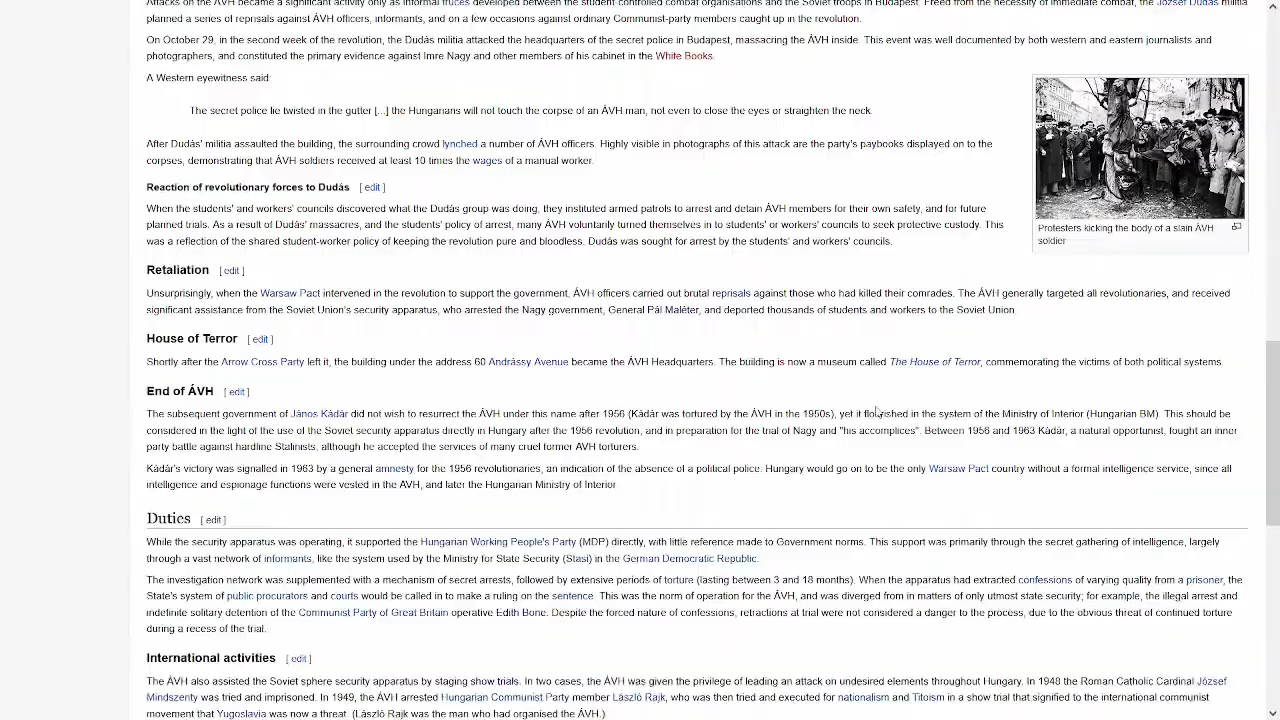 Attacks on the ÁVH became a significant activity only as informal truces developed between the student controlled combat organisations and the Soviet troops in Budapest. Freed from the necessity of immediate combat, the József Dudás militia
planned a series of reprisals against ÁVH officers, informants, and on a few occasions against ordinary Communist-party members caught up in the revolution.
On October 29, in the second week of the revolution, the Dudás militia attacked the headquarters of the secret police in Budapest, massacring the ÁVH inside. This event was well documented by both western and eastern journalists and
photographers, and constituted the primary evidence against Imre Nagy and other members of his cabinet in the White Books.
A Western eyewitness said:
The secret police lie twisted in the gutter [...] the Hungarians will not touch the corpse of an ÁVH man, not even to close the eyes or straighten the neck.
After Dudás' militia assaulted the building, the surrounding crowd lynched a number of ÁVH officers. Highly visible in photographs of this attack are the party's paybooks displayed on to the
corpses, demonstrating that ÁVH soldiers received at least 10 times the wages of a manual worker.
Protesters kicking the body of a slain ÁVH
soldier
Reaction of revolutionary forces to Dudás [ edit ]
When the students' and workers' councils discovered what the Dudás group was doing, they instituted armed patrols to arrest and detain ÁVH members for their own safety, and for future
planned trials. As a result of Dudás' massacres, and the students' policy of arrest, many ÁVH voluntarily turned themselves in to students' or workers' councils to seek protective custody. This
was a reflection of the shared student-worker policy of keeping the revolution pure and bloodless. Dudás was sought for arrest by the students' and workers' councils.
Retaliation [ edit ]
Unsurprisingly, when the Warsaw Pact intervened in the revolution to support the government, ÁVH officers carried out brutal reprisals against those who had killed their comrades. The ÁVH generally targeted all revolutionaries, and received
significant assistance from the Soviet Union's security apparatus, who arrested the Nagy government, General Pál Maléter, and deported thousands of students and workers to the Soviet Union.
House of Terror [ edit ]
Shortly after the Arrow Cross Party left it, the building under the address 60 Andrássy Avenue became the ÁVH Headquarters. The building is now a museum called The House of Terror, commemorating the victims of both political systems.
End of ÁVH [ edit ]
The subsequent government of János Kádár did not wish to resurrect the ÁVH under this name after 1956 (Kádár was tortured by the ÁVH in the 1950s), yet it flourished in the system of the Ministry of Interior (Hungarian BM). This should be
considered in the light of the use of the Soviet security apparatus directly in Hungary after the 1956 revolution, and in preparation for the trial of Nagy and "his accomplices". Between 1956 and 1963 Kádár, a natural opportunist, fought an inner
party battle against hardline Stalinists, although he accepted the services of many cruel former AVH torturers.
Kádár's victory was signalled in 1963 by a general amnesty for the 1956 revolutionaries, an indication of the absence of a political police. Hungary would go on to be the only Warsaw Pact country without a formal intelligence service, since all
intelligence and espionage functions were vested in the AVH, and later the Hungarian Ministry of Interior
Duties [ edit ]
While the security apparatus was operating, it supported the Hungarian Working People's Party (MDP) directly, with little reference made to Government norms. This support was primarily through the secret gathering of intelligence, largely
through a vast network of informants, like the system used by the Ministry for State Security (Stasi) in the German Democratic Republic.
The investigation network was supplemented with a mechanism of secret arrests, followed by extensive periods of torture (lasting between 3 and 18 months). When the apparatus had extracted confessions of varying quality from a prisoner, the
State's system of public procurators and courts would be called in to make a ruling on the sentence. This was the norm of operation for the ÁVH, and was diverged from in matters of only utmost state security; for example, the illegal arrest and
indefinite solitary detention of the Communist Party of Great Britain operative Edith Bone. Despite the forced nature of confessions, retractions at trial were not considered a danger to the process, due to the obvious threat of continued torture
during a recess of the trial.
International activities [ edit ]
The ÁVH also assisted the Soviet sphere security apparatus by staging show trials. In two cases, the ÁVH was given the privilege of leading an attack on undesired elements throughout Hungary. In 1948 the Roman Catholic Cardinal József
Mindszenty was tried and imprisoned. In 1949, the ÁVH arrested Hungarian Communist Party member László Rajk, who was then tried and executed for nationalism and Titoism in a show trial that signified to the international communist
movement that Yugoslavia was now a threat. (László Rajk was the man who had organised the ÁVH.)